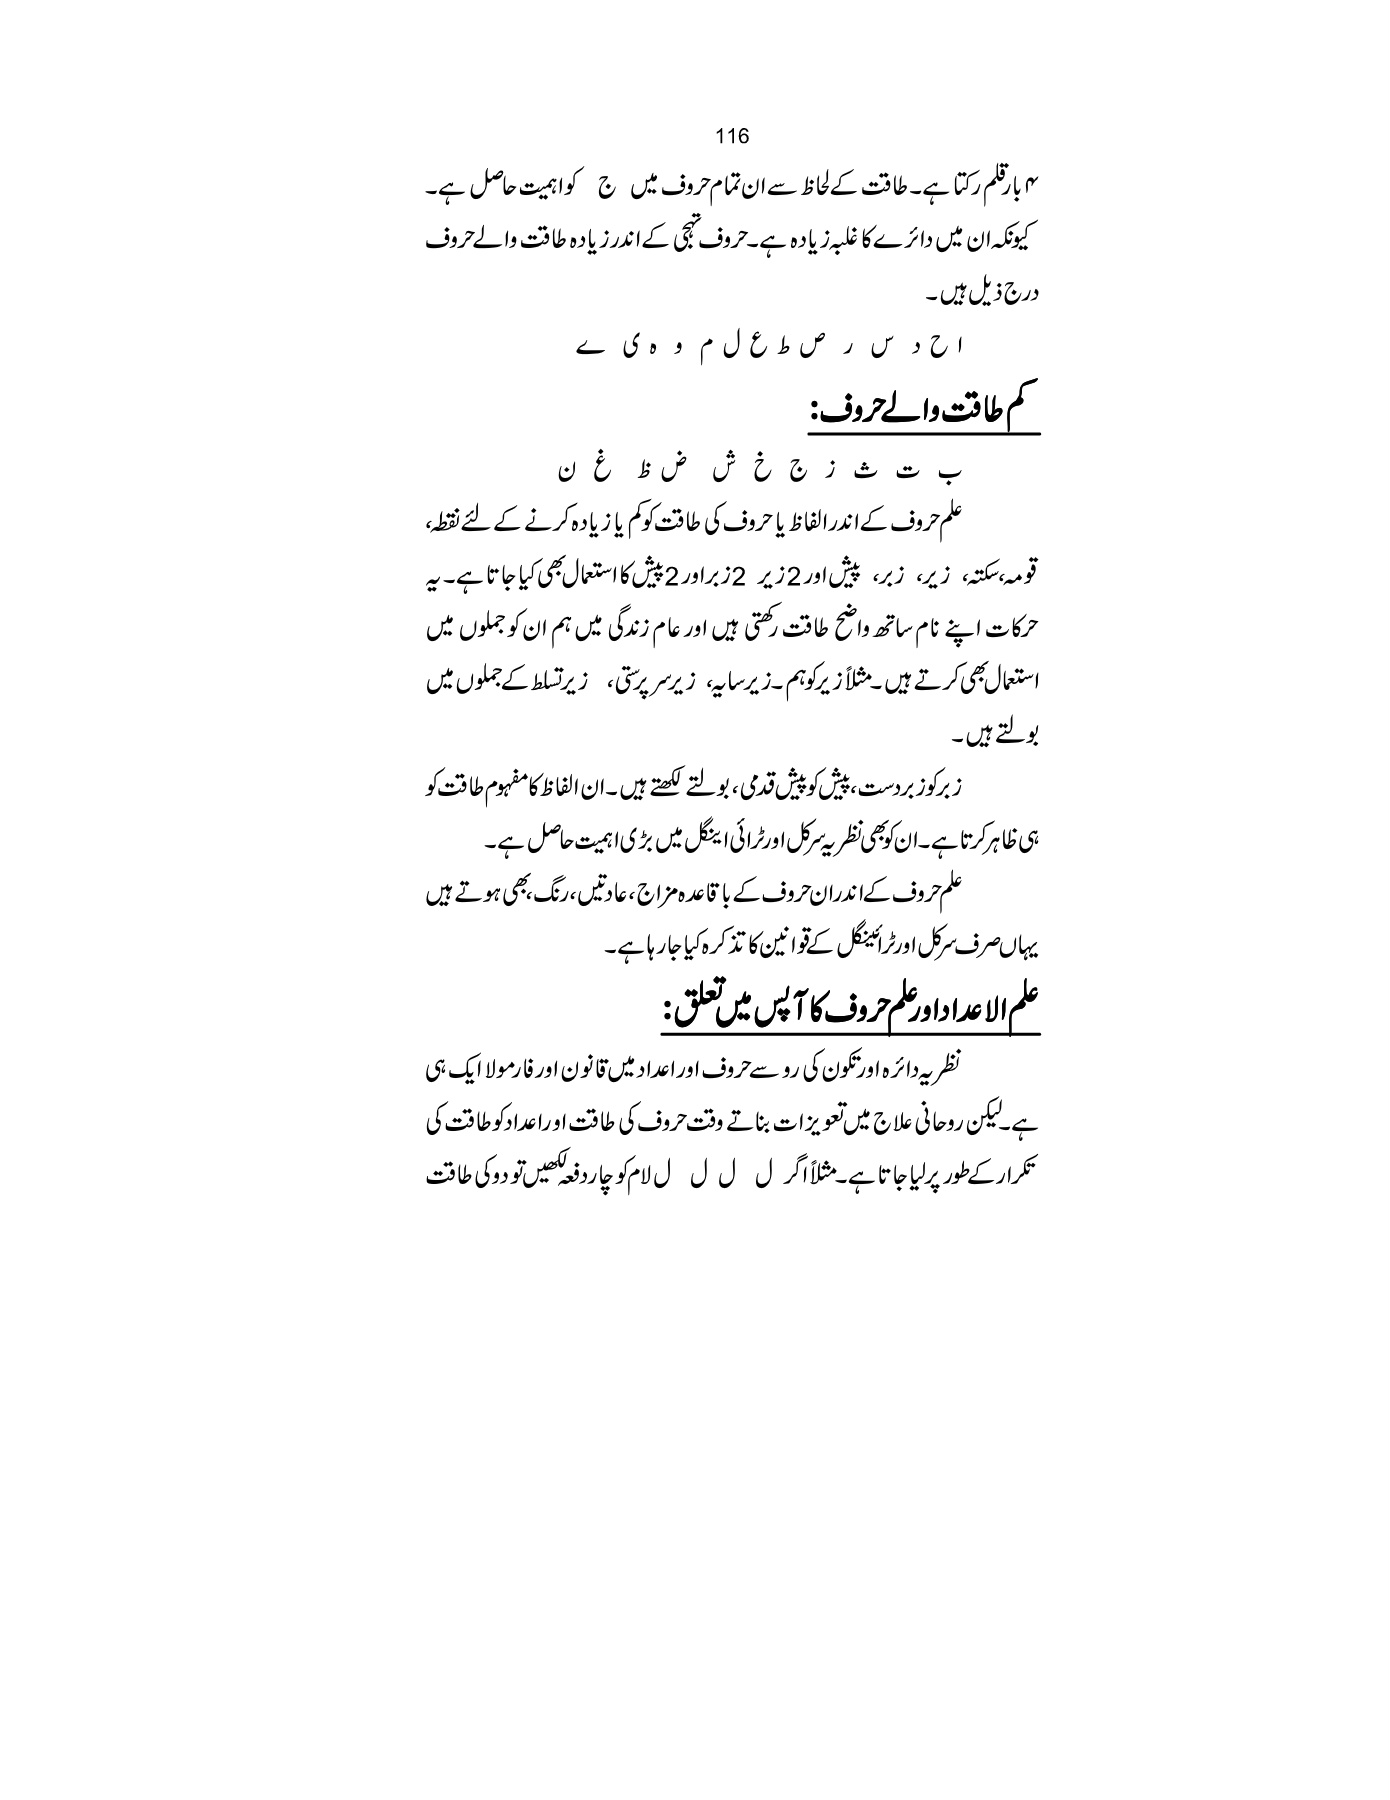 116
۴ بار قلم رکتا ہے۔ طاقت کے لحاظ سے ان تمام حروف میں ج کو اہمیت حاصل ہے۔
کیونکہ ان میں دائرے کا غلبہ زیادہ ہے۔ حروف تہجی کے اندر زیادہ طاقت والے حروف
درج ذیل ہیں۔
ا ح د س ر ص ط ع ل م و ہ ی ے
کم طاقت والے حروف:
ب ت ث ز ج خ ش ض ظ غ ن
علم حروف کے اندر الفاظ یا حروف کی طاقت کو کم یا زیادہ کرنے کے لئے نقطہ،
قومہ، سکتہ، زیر، زبر، پیش اور 2 زیر 2 زبر اور 2 پیش کا استعمال بھی کیا جاتا ہے۔ یہ
حرکات اپنے نام ساتھ واضح طاقت رکھتی ہیں اور عام زندگی میں ہم ان کو جملوں میں
استعمال بھی کرتے ہیں۔ مثلاً زیر کو ہم۔ زیر سایہ، زیر سرپرستی، زیر تسلط کے جملوں میں
بولتے ہیں۔
زبر کو زبردست، پیش کو پیش قدمی، بولتے لکھتے ہیں۔ ان الفاظ کا مفہوم طاقت کو
ہی ظاہر کرتا ہے۔ ان کو بھی نظریہ سرکل اور ٹرائی اینگل میں بڑی اہمیت حاصل ہے۔
علم حروف کے اندر ان حروف کے باقاعدہ مزاج، عادتیں، رنگ، بھی ہوتے ہیں
یہاں صرف سرکل اور ٹرائینگل کے قوانین کا تذکرہ کیا جا رہا ہے۔
علم الاعداد اور علم حروف کا آپس میں تعلق:
نظریہ دائرہ اور تکون کی رو سے حروف اور اعداد میں قانون اور فارمولا ایک ہی
ہے۔ لیکن روحانی علاج میں تعویزات بناتے وقت حروف کی طاقت اور اعداد کو طاقت کی
تکرار کے طور پر لیا جاتا ہے۔ مثلاً اگر ل ل ل ل لام کو چار دفعہ لکھیں تو دو کی طاقت